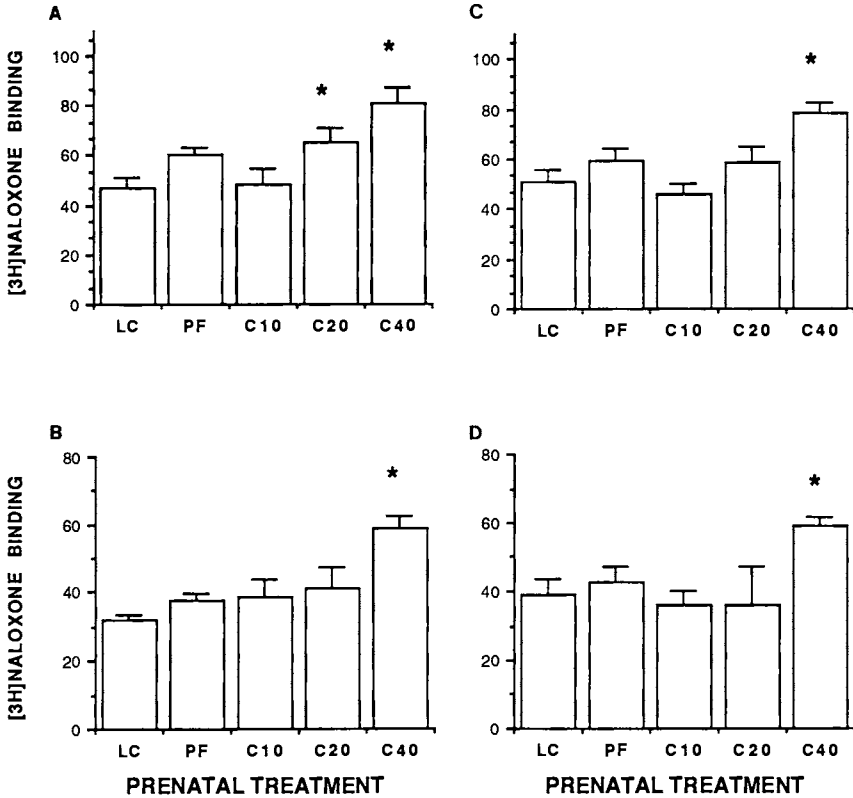 A
[3H]NALOXONE BINDING
100
80
60
40
20
0
*
*
LC PF C10 C20 C40
C
100
80
60
40
20
0
*
LC PF C10 C20 C40
B
[3H]NALOXONE BINDING
80
60
40
20
0
*
LC PF C10 C20 C40
PRENATAL TREATMENT
D
80
60
40
20
0
*
LC PF C10 C20 C40
PRENATAL TREATMENT